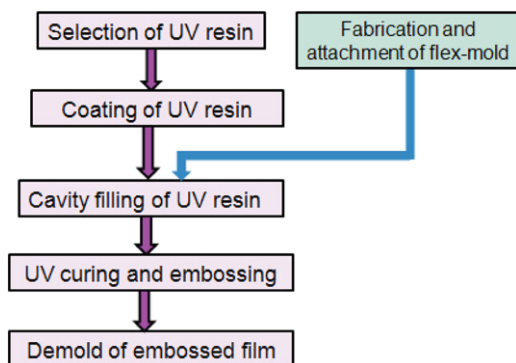 Selection of UV resin
Fabrication and
attachment of flex-mold
Coating of UV resin
Cavity filling of UV resin
UV curing and embossing
Demold of embossed film